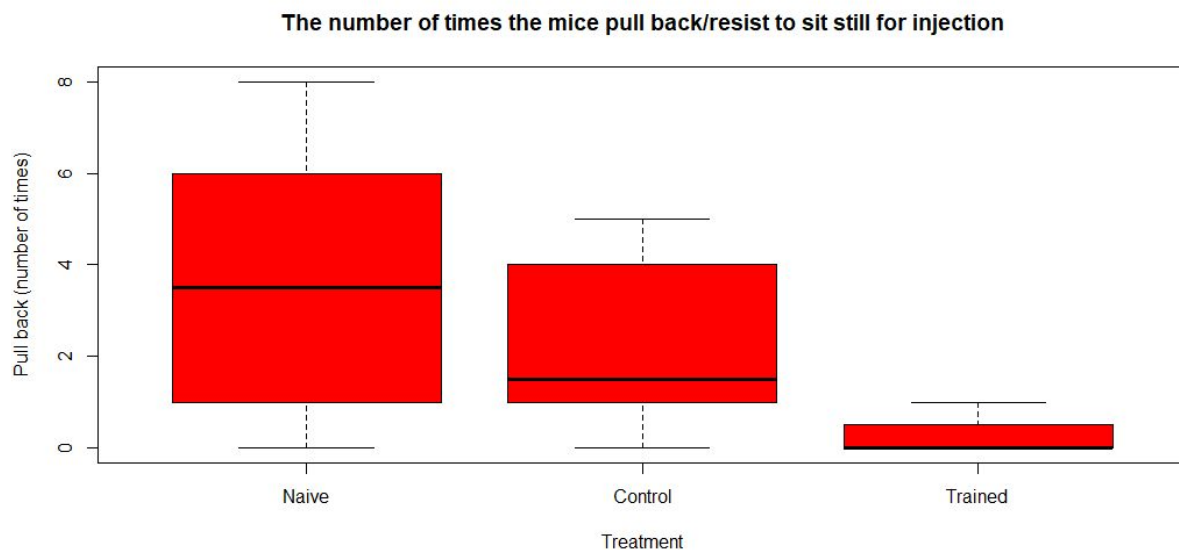 The number of times the mice pull back/resist to sit still for injection
Pull back (number of times)
8
6
4
2
0
Naive Control Trained
Treatment